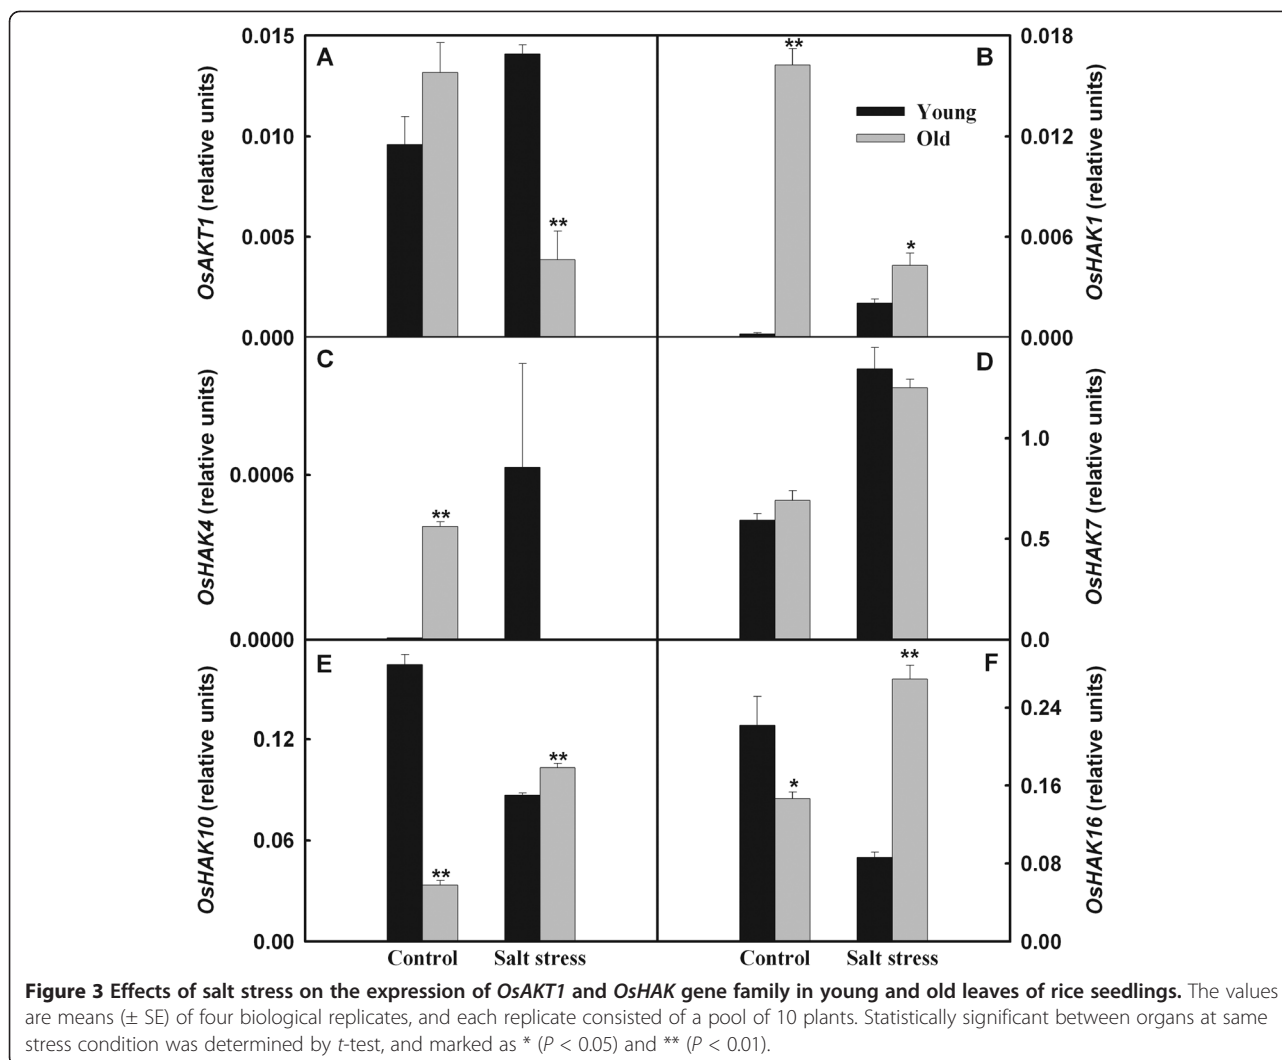 0.015
A
B
0.018
**
**
Young
Old
0.010
0.012
OsAKT1 (relative units)
OsHAK1 (relative units)
0.005
**
*
0.006
0.000
0.000
C
D
1.0
0.0006
**
OsHAK4 (relative units)
OsHAK7 (relative units)
0.5
0.0000
0.0
E
F
**
0.24
0.12
**
*
0.16
OsHAK10 (relative units)
OsHAK16 (relative units)
0.06
**
0.08
0.00
0.00
Control Salt stress Control Salt stress
Figure 3 Effects of salt stress on the expression of OsAKT1 and OsHAK gene family in young and old leaves of rice seedlings. The values
are means (± SE) of four biological replicates, and each replicate consisted of a pool of 10 plants. Statistically significant between organs at same
stress condition was determined by t-test, and marked as * (P < 0.05) and ** (P < 0.01).